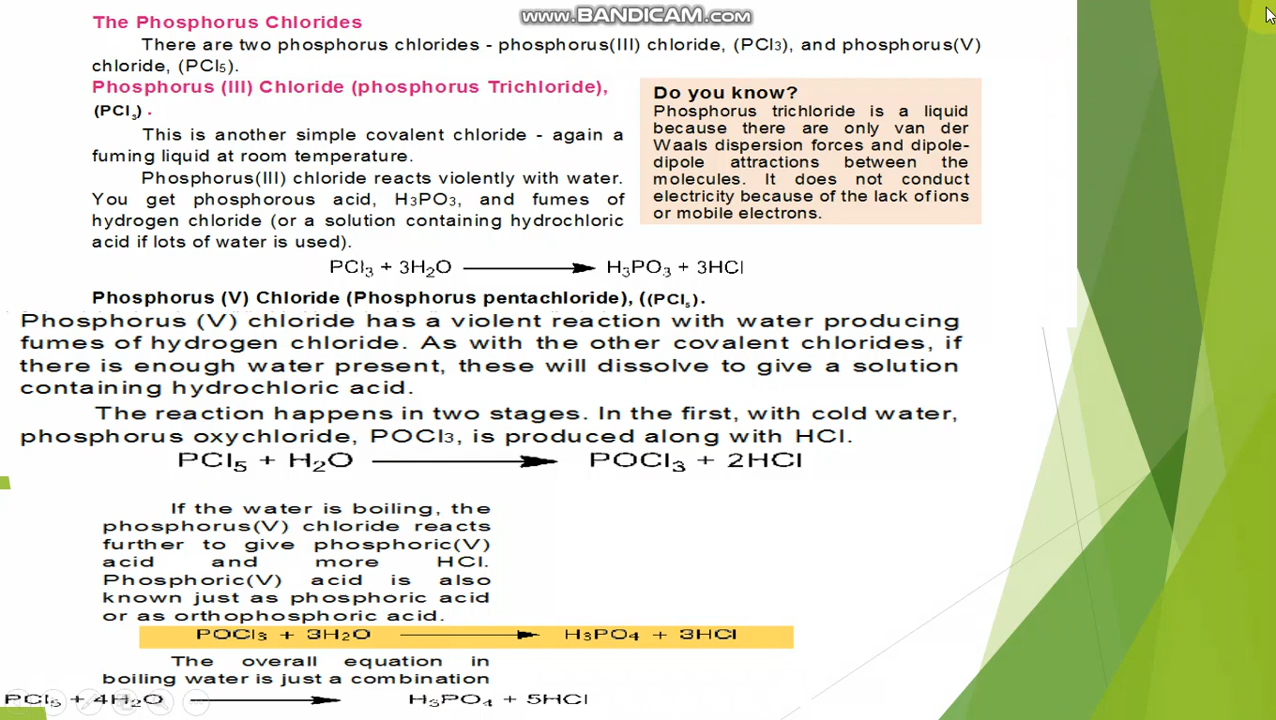 www.BANDICAM.com
The Phosphorus Chlorides
There are two phosphorus chlorides - phosphorus(III) chloride, (PCl₃), and phosphorus(V)
chloride, (PCl₅).
Phosphorus (III) Chloride (phosphorus Trichloride),
(PCl₃) .
This is another simple covalent chloride - again a
fuming liquid at room temperature.
Phosphorus(III) chloride reacts violently with water.
You get phosphorous acid, H₃PO₃, and fumes of
hydrogen chloride (or a solution containing hydrochloric
acid if lots of water is used).
Do you know?
Phosphorus trichloride is a liquid
because there are only van der
Waals dispersion forces and dipole-
dipole attractions between the
molecules. It does not conduct
electricity because of the lack of ions
or mobile electrons.
PCl₃ + 3H₂O → H₃PO₃ + 3HCl
Phosphorus (V) Chloride (Phosphorus pentachloride), ((PCl₅).
Phosphorus (V) chloride has a violent reaction with water producing
fumes of hydrogen chloride. As with the other covalent chlorides, if
there is enough water present, these will dissolve to give a solution
containing hydrochloric acid.
The reaction happens in two stages. In the first, with cold water,
phosphorus oxychloride, POCl₃, is produced along with HCl.
PCl₅ + H₂O → POCl₃ + 2HCl
If the water is boiling, the
phosphorus(V) chloride reacts
further to give phosphoric(V)
acid and more HCl.
Phosphoric(V) acid is also
known just as phosphoric acid
or as orthophosphoric acid.
POCl₃ + 3H₂O → H₃PO₄ + 3HCl
The overall equation in
boiling water is just a combination
PCl₅ + 4H₂O → H₃PO₄ + 5HCl